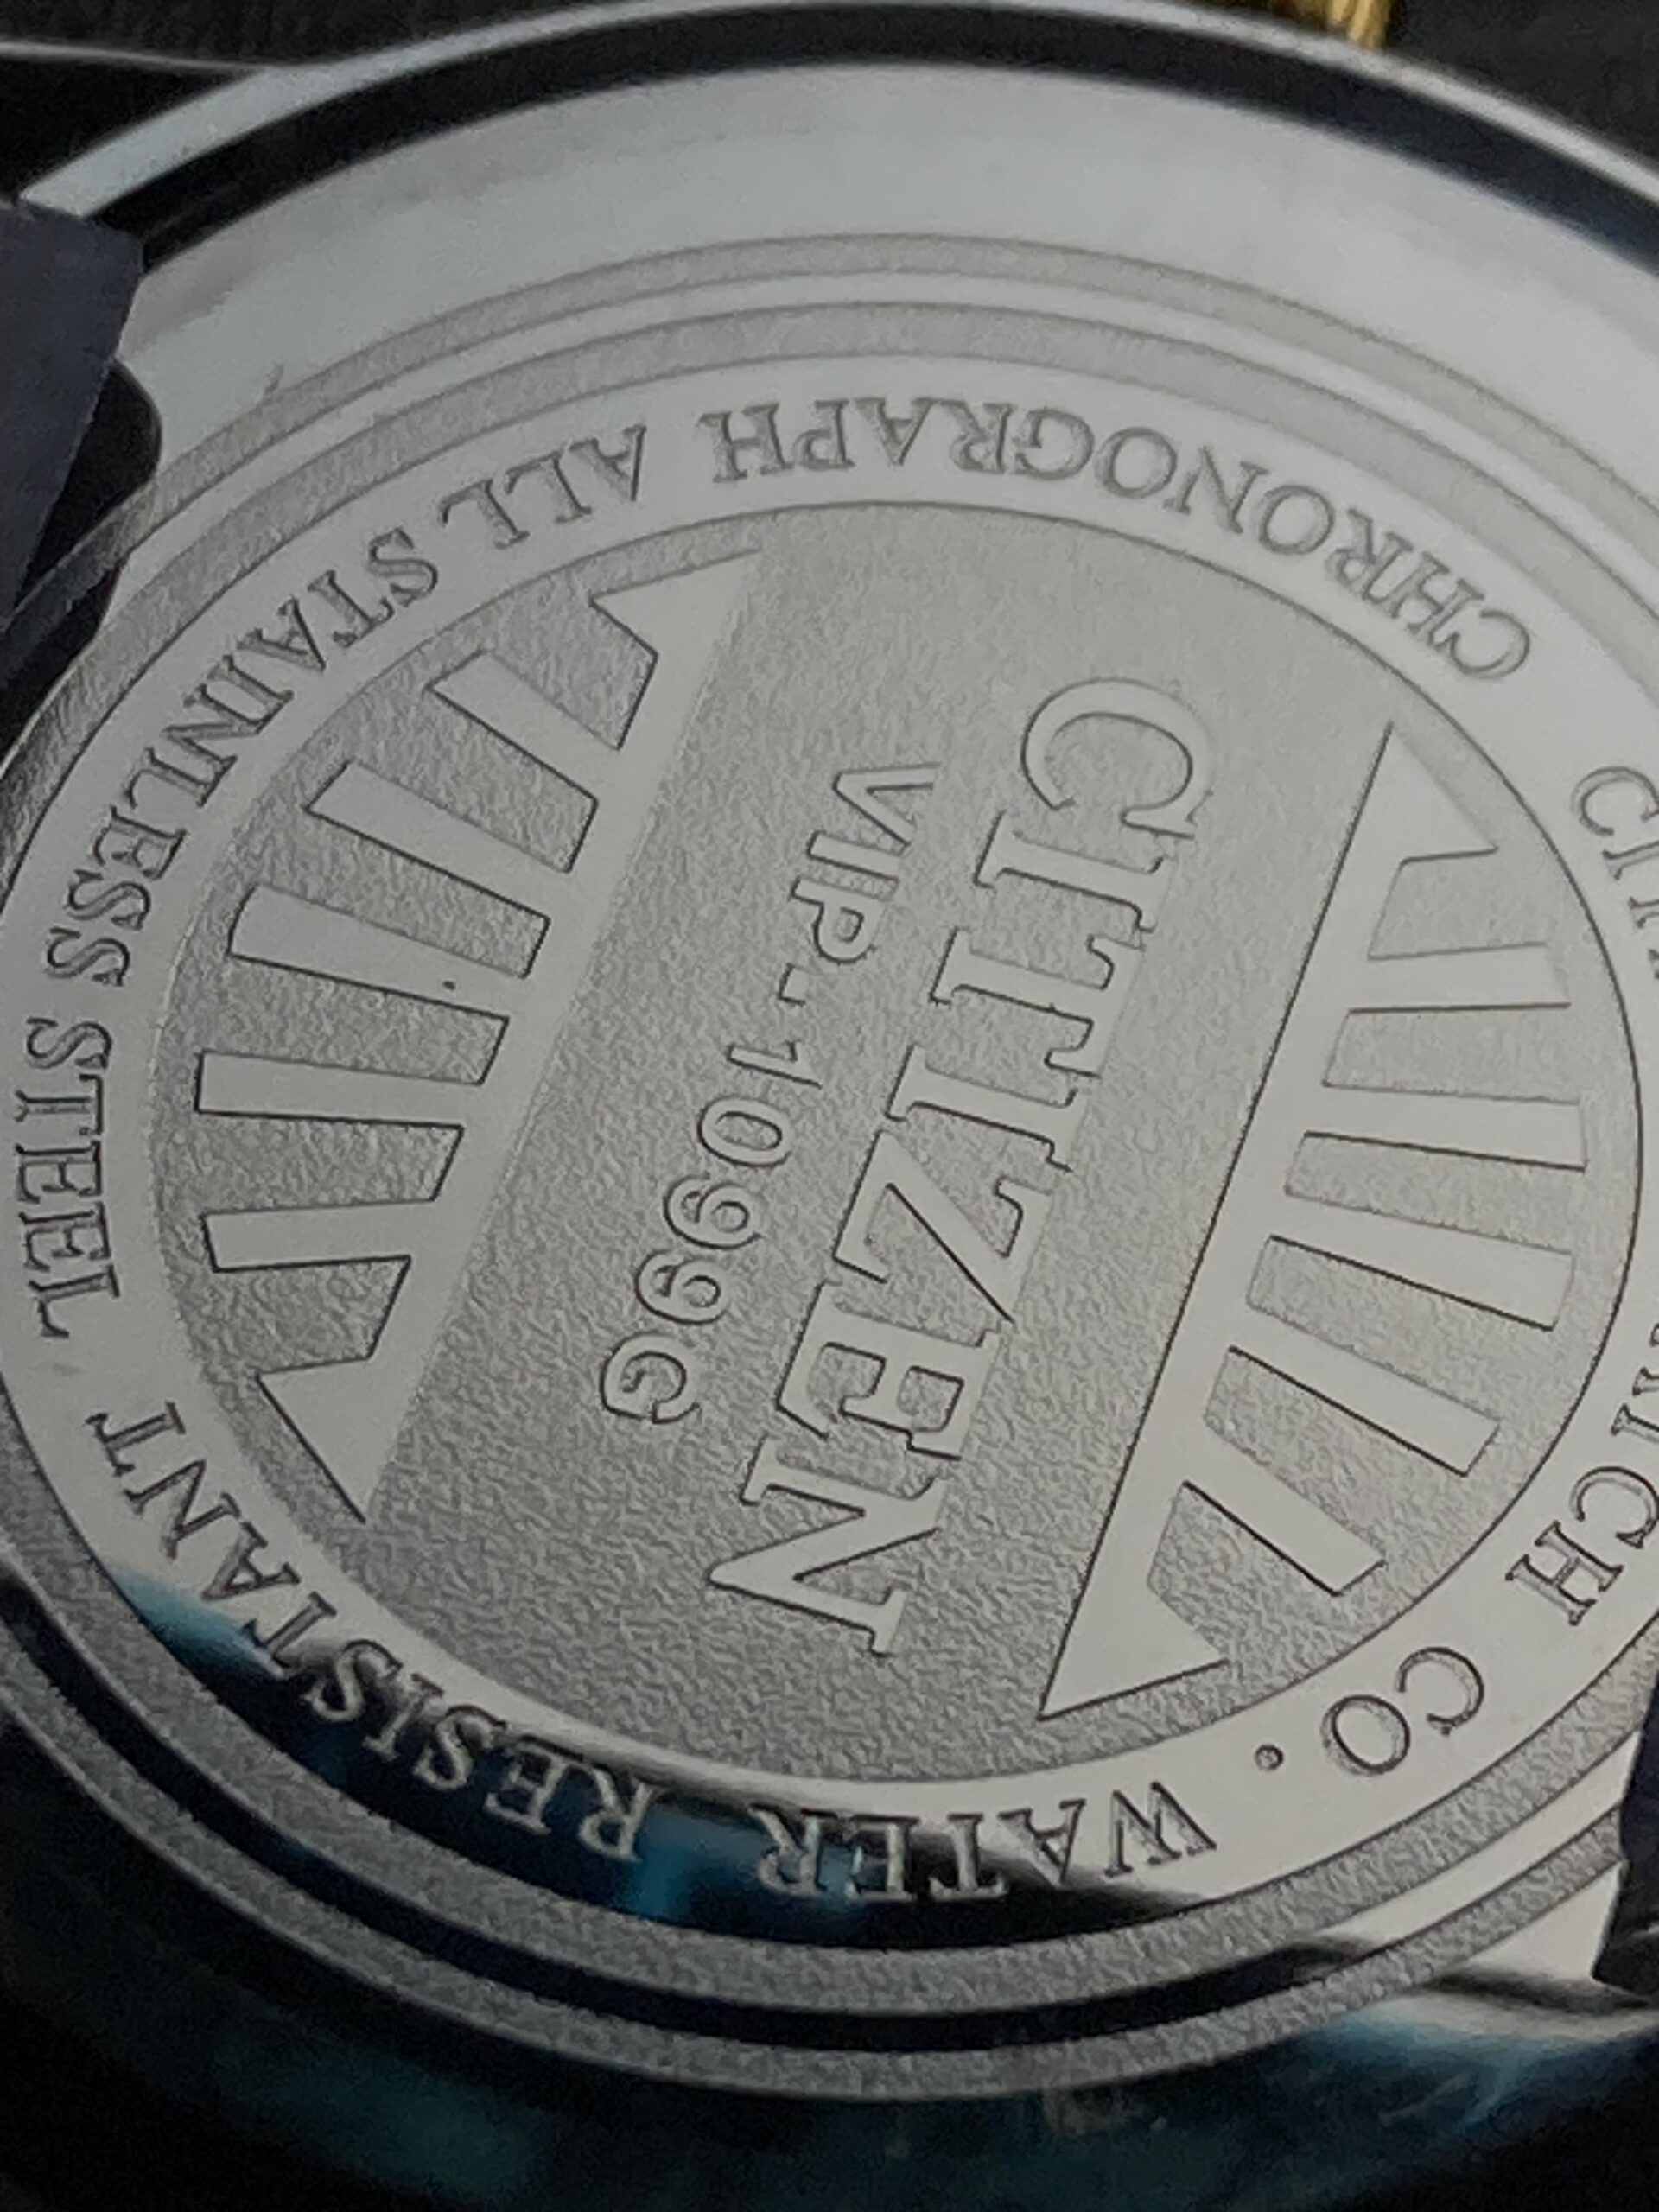 CITIZEN
VIP-1099G
CHRONOGRAPH ALL STAINLESS STEEL
WATER RESISTANT
CO.